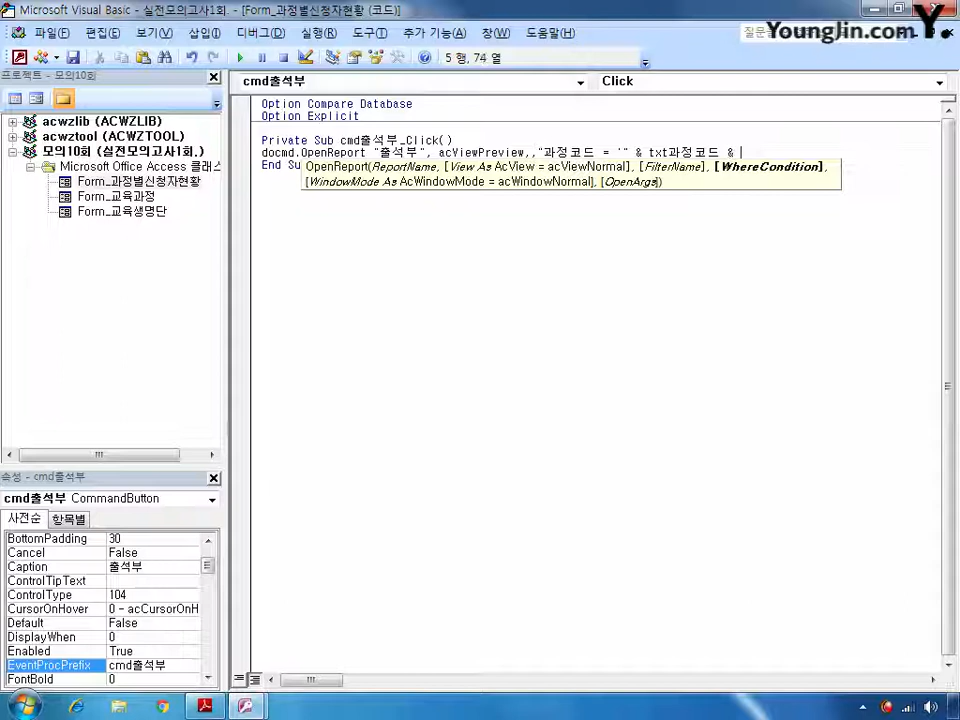 Microsoft Visual Basic - 실전모의고사1회 - [Form_과정별신청자현황 (코드)]
Younglin.com Y.
파일(F) 편집(E) 보기(V) 삽입(I) 디버그(D) 실행(R) 도구(T) 추가 기능(A) 창(W) 도움말(H)
5 행, 74 열
프로젝트 - 모의10회
cmd출석부
Click
acwzlib (ACWZLIB)
acwztool (ACWZTOOL)
모의10회 (실전모의고사1회.)
Microsoft Office Access 클래스
Form_과정별신청자현황
Form_교육과정
Form_교육생명단
Option Compare Database
Option Explicit
Private Sub cmd출석부_Click()
docmd.OpenReport "출석부", acViewPreview,,"과정코드 = '" & txt과정코드 & 
End Su
OpenReport(ReportName, [View As AcView = acViewNormal], [FilterName], [WhereCondition],
[WindowMode As AcWindowMode = acWindowNormal], [OpenArgs])
속성 - cmd출석부
cmd출석부 CommandButton
사전순 항목별
BottomPadding 30
Cancel False
Caption 출석부
ControlTipText
ControlType 104
CursorOnHover 0 - acCursorOnH
Default False
DisplayWhen 0
Enabled True
EventProcPrefix cmd출석부
FontBold 0